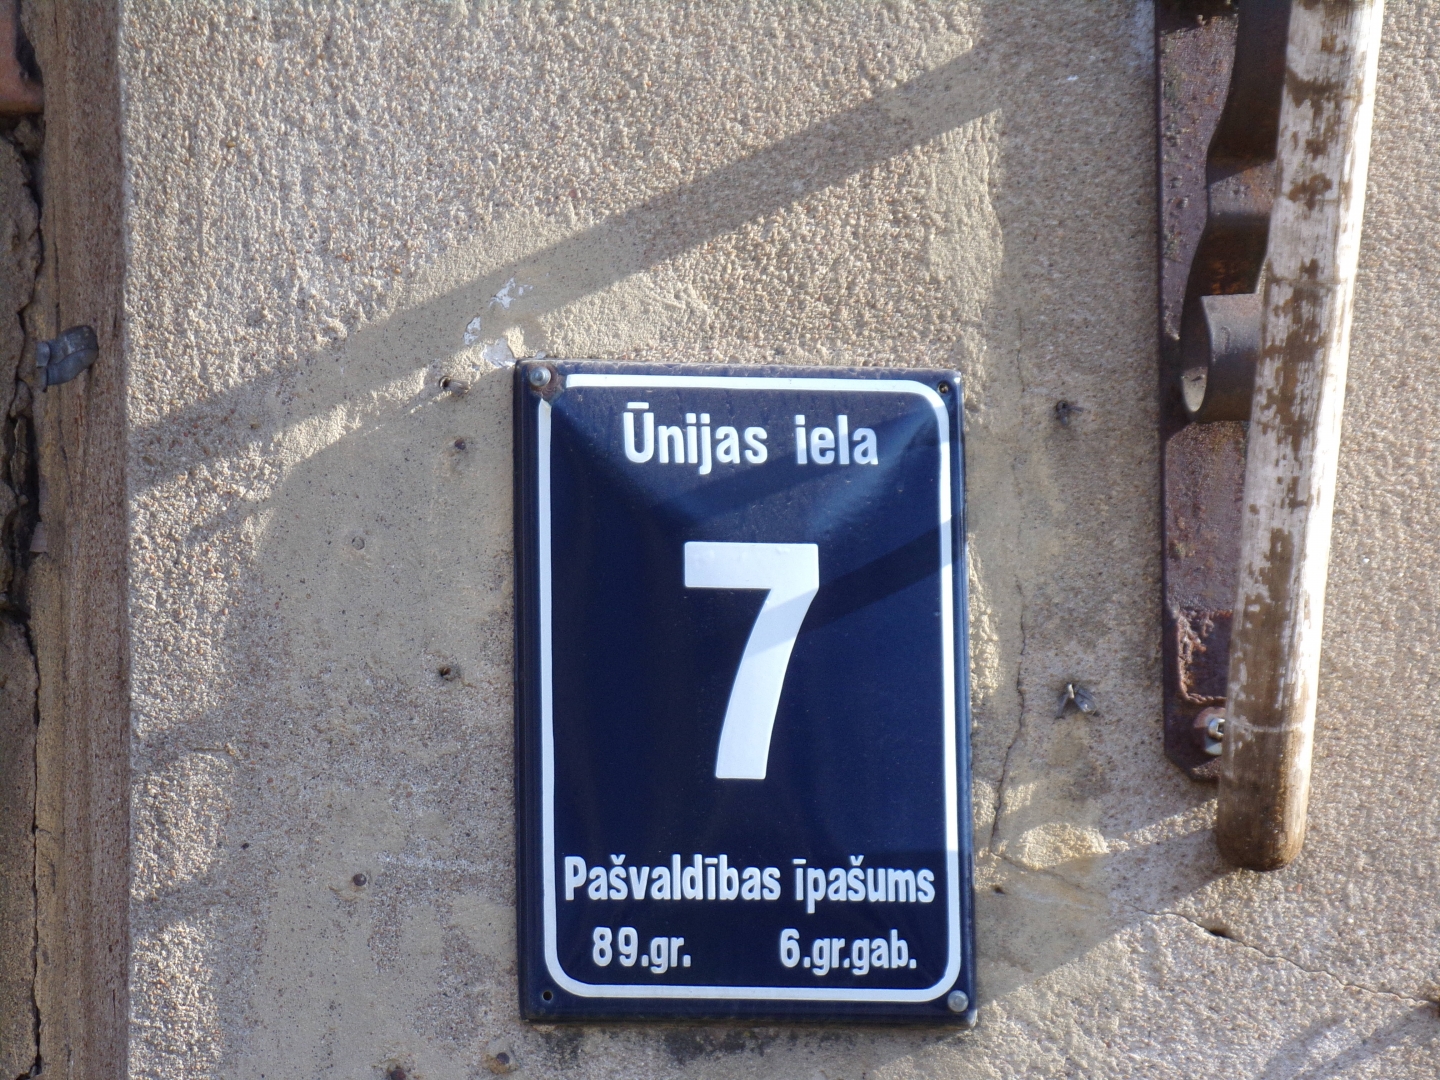 Ūnijas iela
7
Pašvaldības īpašums
89.gr. 6.gr.gab.